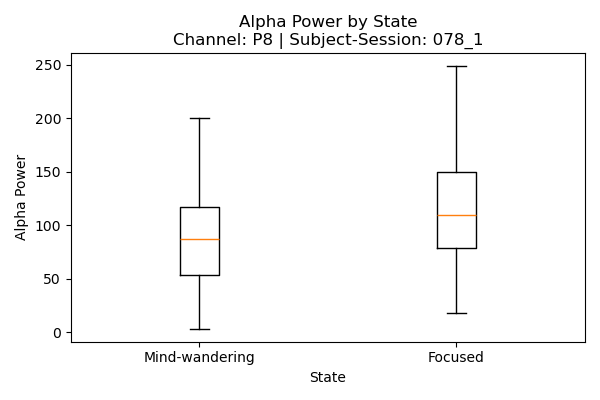 Alpha Power by State
Channel: P8 | Subject-Session: 078_1
Alpha Power
250
200
150
100
50
0
Mind-wandering
Focused
State